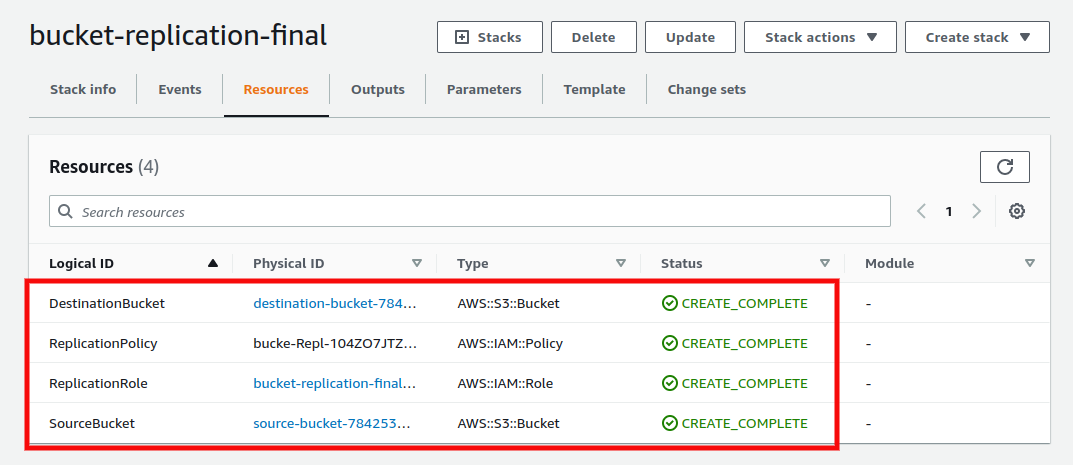 bucket-replication-final Stacks Delete Update Stack actions Create stack
Stack info Events Resources Outputs Parameters Template Change sets
Resources (4)
Search resources 1
Logical ID Physical ID Type Status Module
DestinationBucket destination-bucket-784... AWS::S3::Bucket CREATE_COMPLETE -
ReplicationPolicy bucke-Repl-104ZO7JTZ... AWS::IAM::Policy CREATE_COMPLETE -
ReplicationRole bucket-replication-final... AWS::IAM::Role CREATE_COMPLETE -
SourceBucket source-bucket-784253... AWS::S3::Bucket CREATE_COMPLETE -